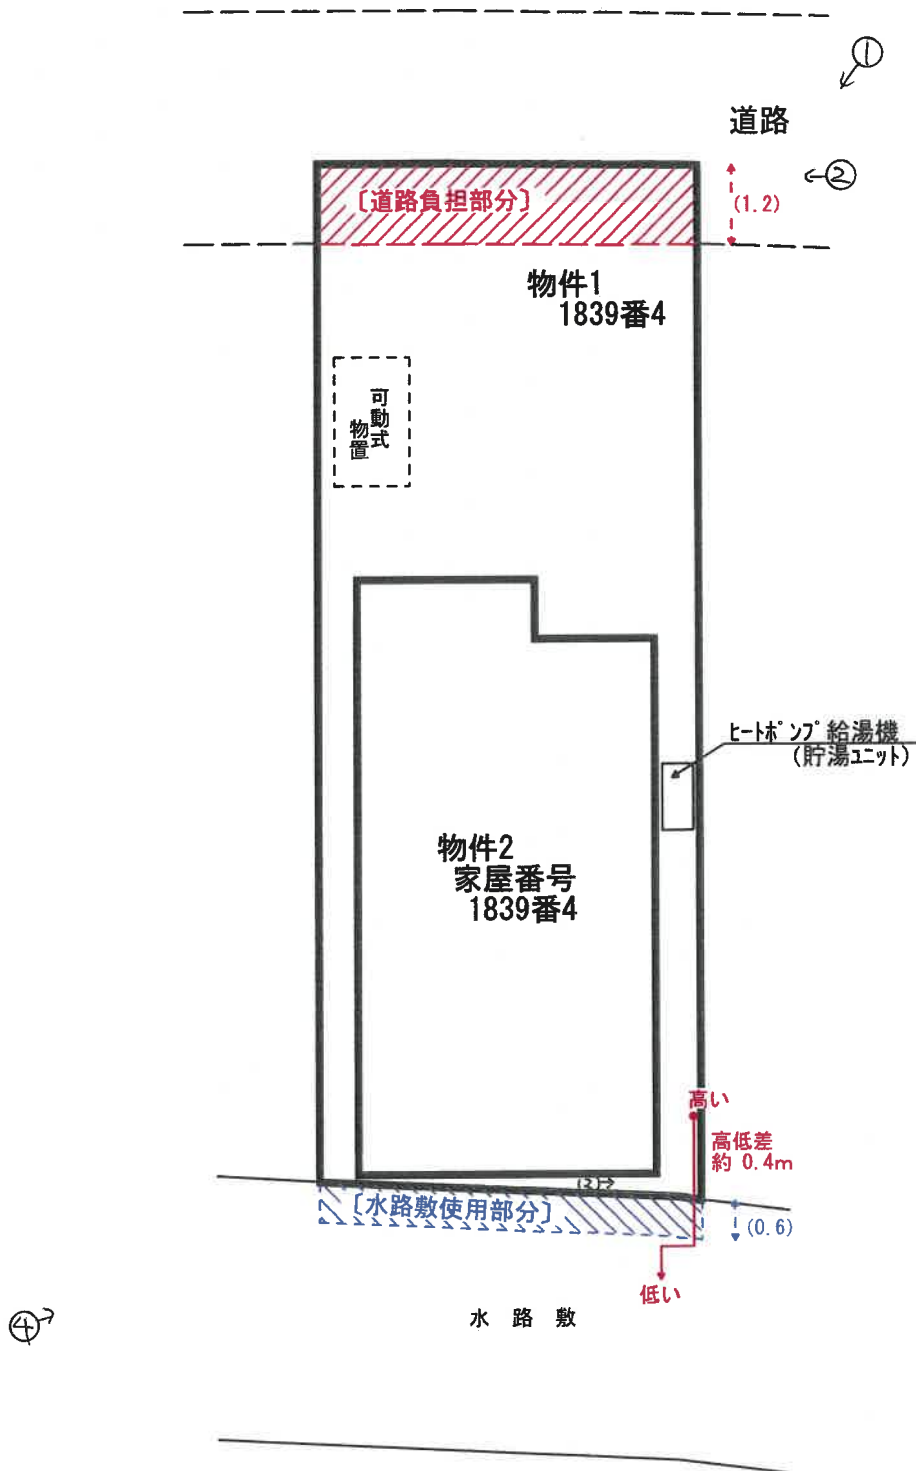 ①
道路
②
〔道路負担部分〕
(1.2)
物件1
1839番4
可動式
物置
ヒートポンプ給湯機
(貯湯ユニット)
物件2
家屋番号
1839番4
高い
高低差
約 0.4m
〔水路敷使用部分〕
(0.6)
低い
水 路 敷
④